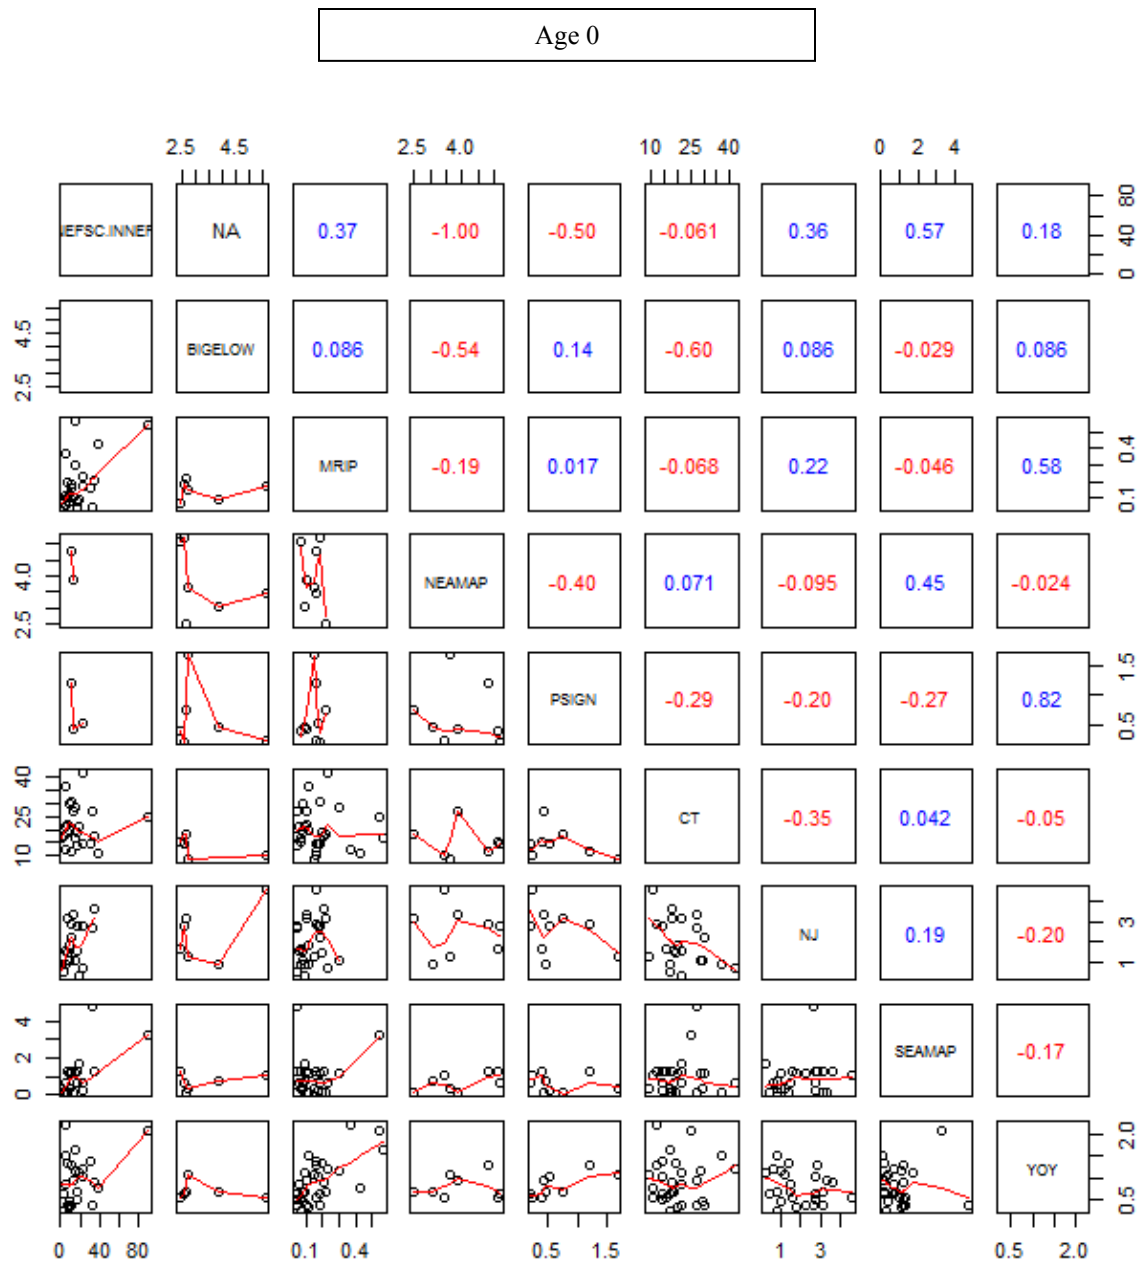 Age 0
2.5 4.5 2.5 4.0 10 25 40 0 2 4
NA 0.37 -1.00 -0.50 -0.061 0.36 0.57 0.18 0 40 80
4.5 2.5 BIGELOW 0.086 -0.54 0.14 -0.60 0.086 -0.029 0.086
MRIP -0.19 0.017 -0.068 0.22 -0.046 0.58 0.1 0.4
4.0 2.5 NEAMAP -0.40 0.071 -0.095 0.45 -0.024
PSIGN -0.29 -0.20 -0.27 0.82 0.5 1.5
40 25 10 CT -0.35 0.042 -0.05
NJ 0.19 -0.20 1 3
4 2 0 SEAMAP -0.17
YOY 0.5 2.0
0 40 80 0.1 0.4 0.5 1.5 1 3 0.5 2.0